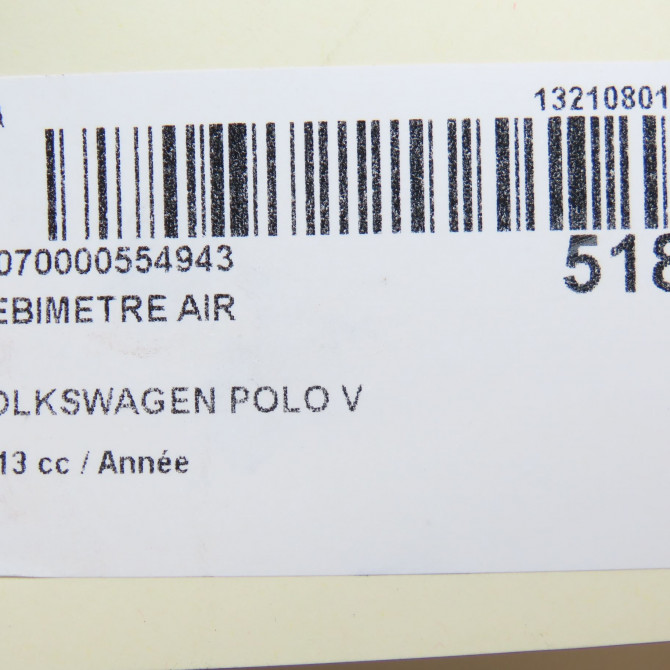 13210801
070000554943
518
EBIMETRE AIR
OLKSWAGEN POLO V
13 cc / Année